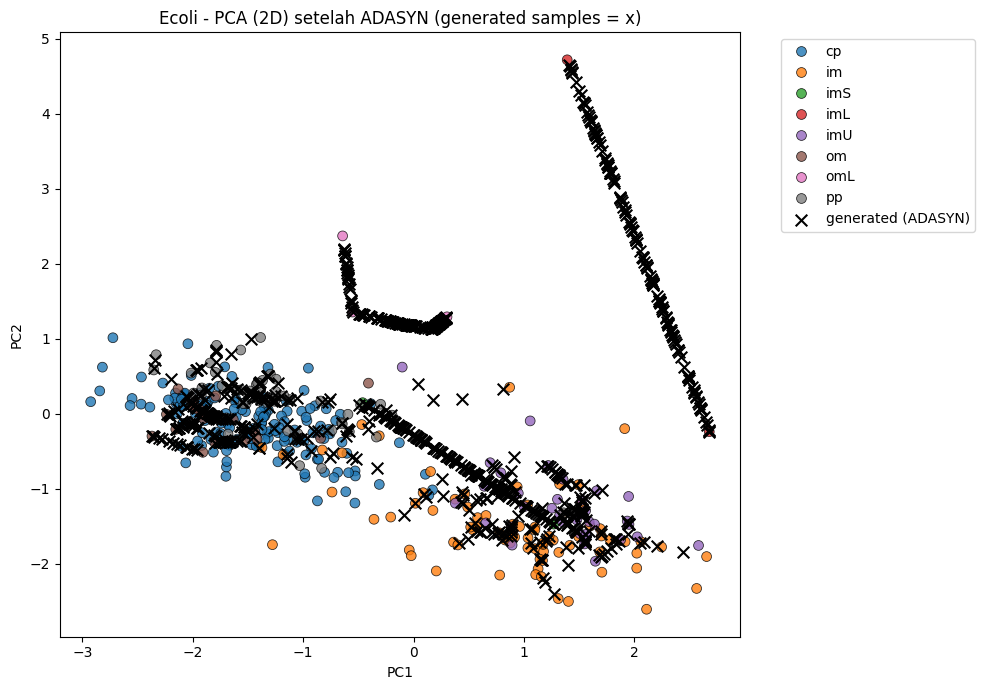 Ecoli - PCA (2D) setelah ADASYN (generated samples = x)
5
4
3
2
1
0
−1
−2
PC2
−3
−2
−1
0
1
2
PC1
cp
im
imS
imL
imU
om
omL
pp
generated (ADASYN)